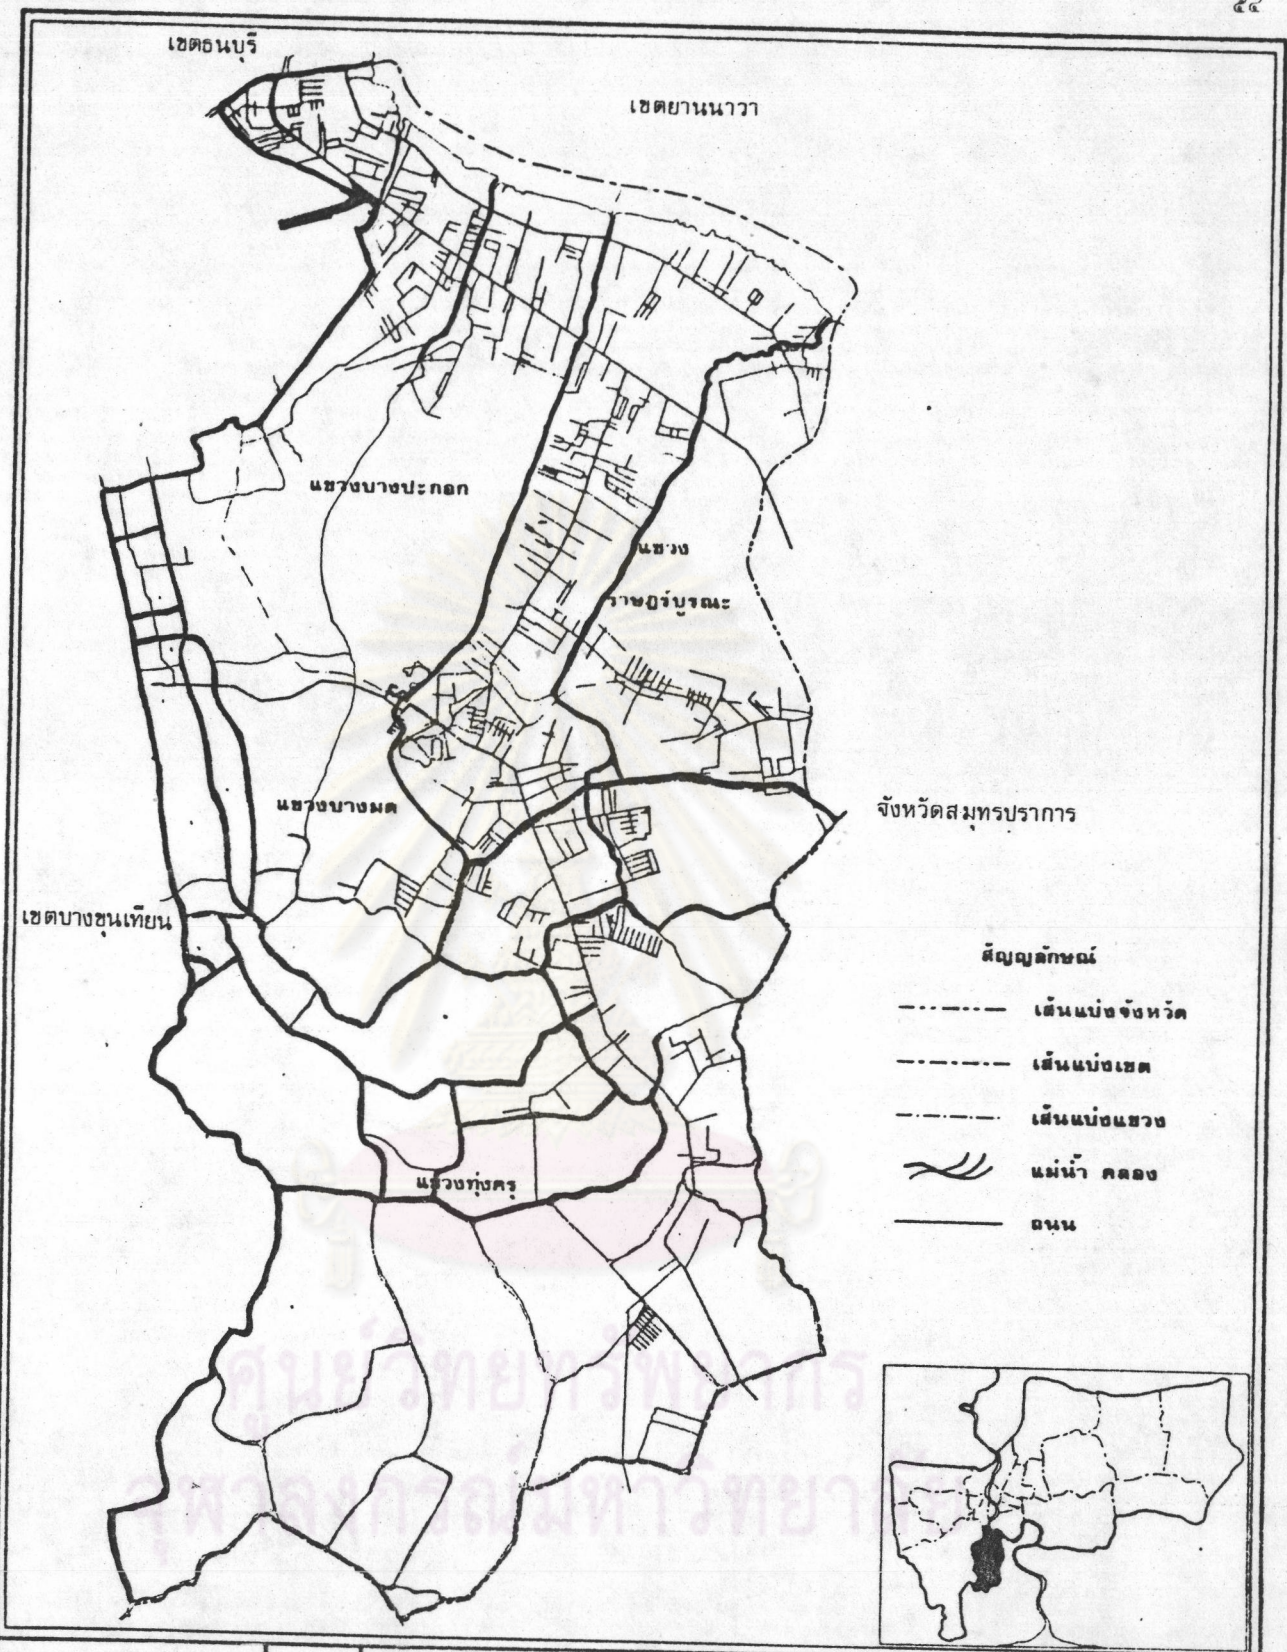 ๕๔
เขตธนบุรี
เขตยานนาวา
แขวงบางปะกอก
แขวง
ราษฎร์บูรณะ
แขวงบางมด
จังหวัดสมุทรปราการ
เขตบางขุนเทียน
สัญญลักษณ์
เส้นแบ่งจังหวัด
เส้นแบ่งเขต
เส้นแบ่งแขวง
แม่น้ำ คลอง
ถนน
แขวงทุ่งครุ
ศูนย์วิทยทรัพยากร
จุฬาลงกรณ์มหาวิทยาลัย